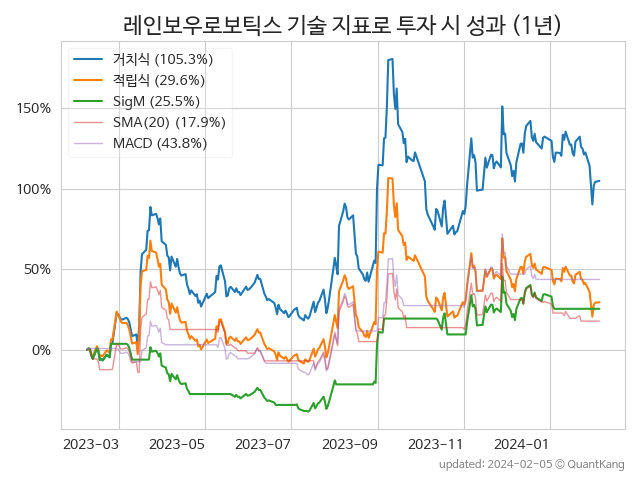 레인보우로보틱스 기술 지표로 투자 시 성과 (1년)
거치식 (105.3%)
적립식 (29.6%)
SigM (25.5%)
SMA(20) (17.9%)
MACD (43.8%)
150%
100%
50%
0%
2023-03 2023-05 2023-07 2023-09 2023-11 2024-01
updated: 2024-02-05 © QuantKang